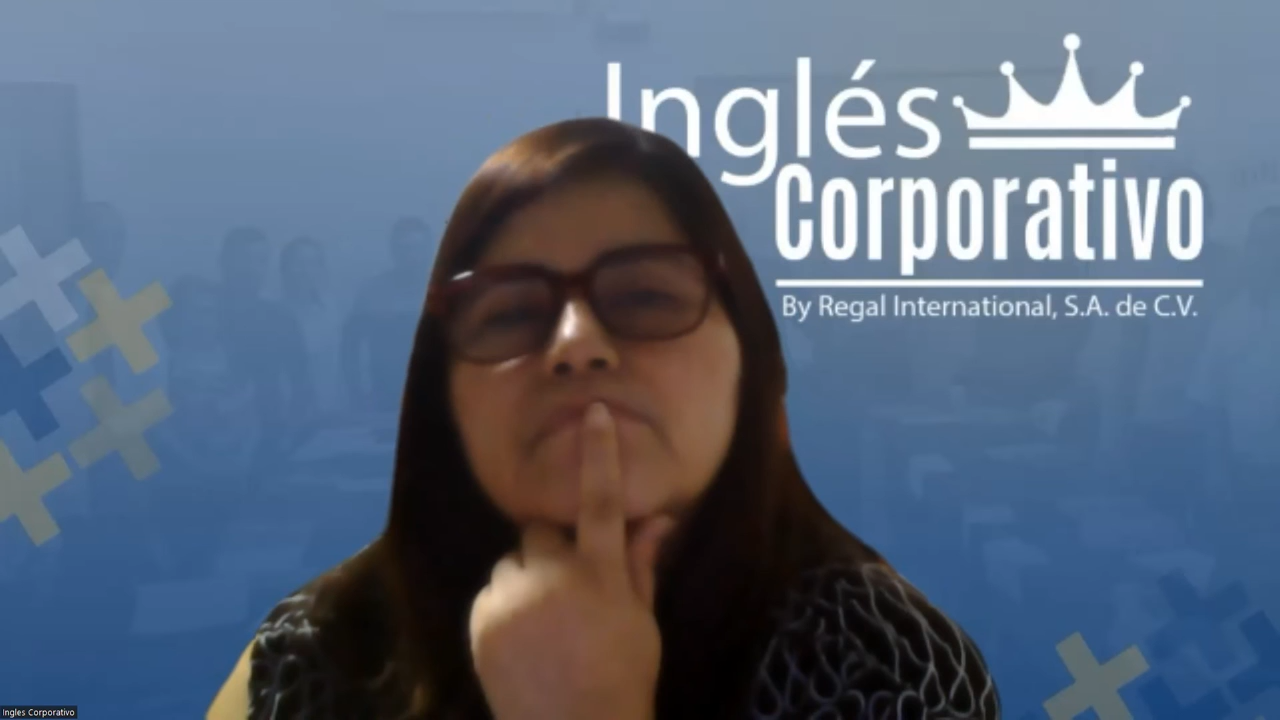 Inglés
Corporativo
By Regal International, S.A. de C.V.
Ingles Corporativo